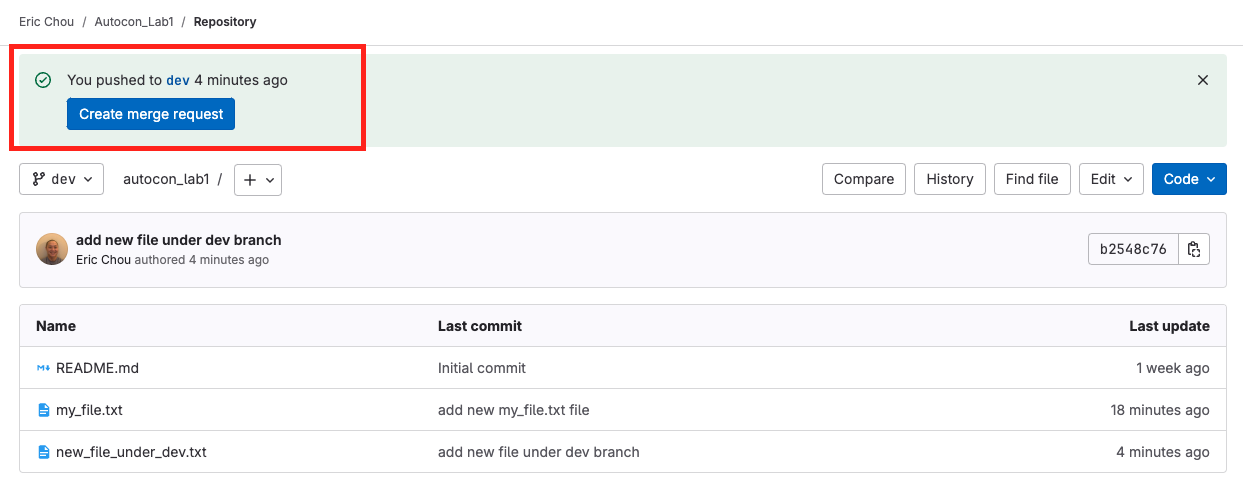 Eric Chou / Autocon_Lab1 / Repository
You pushed to dev 4 minutes ago
Create merge request
dev autocon_lab1 / + Compare History Find file Edit Code
add new file under dev branch
Eric Chou authored 4 minutes ago
b2548c76
Name Last commit Last update
README.md Initial commit 1 week ago
my_file.txt add new my_file.txt file 18 minutes ago
new_file_under_dev.txt add new file under dev branch 4 minutes ago